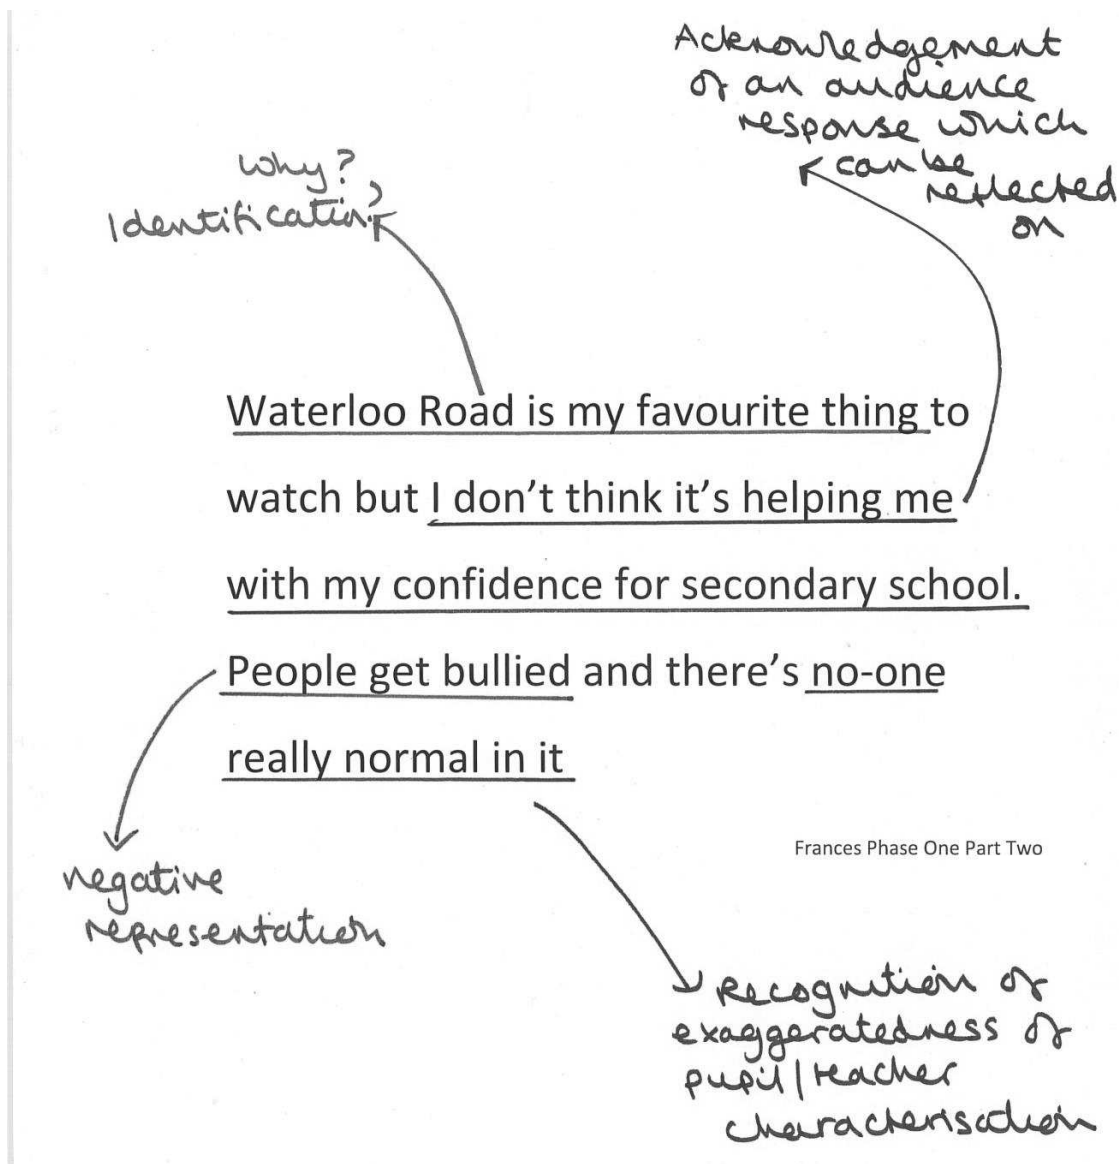 Acknowledgement
of an audience
response which
can be
reflected
on
Why?
Identification?
Waterloo Road is my favourite thing to
watch but I don’t think it’s helping me
with my confidence for secondary school.
People get bullied and there’s no-one
really normal in it
Frances Phase One Part Two
negative
representation
Recognition of
exaggeratedness of
pupil/teacher
characterisation